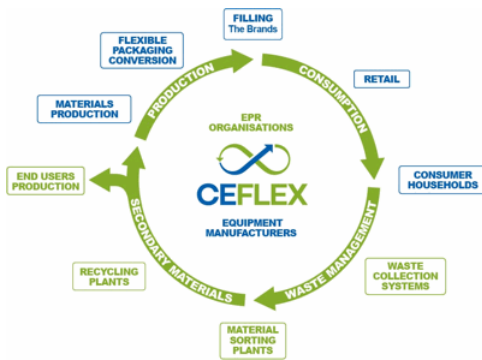 FILLING
The Brands
FLEXIBLE
PACKAGING
CONVERSION
PRODUCTION
CONSUMPTION
RETAIL
MATERIALS
PRODUCTION
EPR
ORGANISATIONS
CEFLEX
EQUIPMENT
MANUFACTURERS
END USERS
PRODUCTION
CONSUMER
HOUSEHOLDS
SECONDARY MATERIALS
WASTE MANAGEMENT
RECYCLING
PLANTS
WASTE
COLLECTION
SYSTEMS
MATERIAL
SORTING
PLANTS